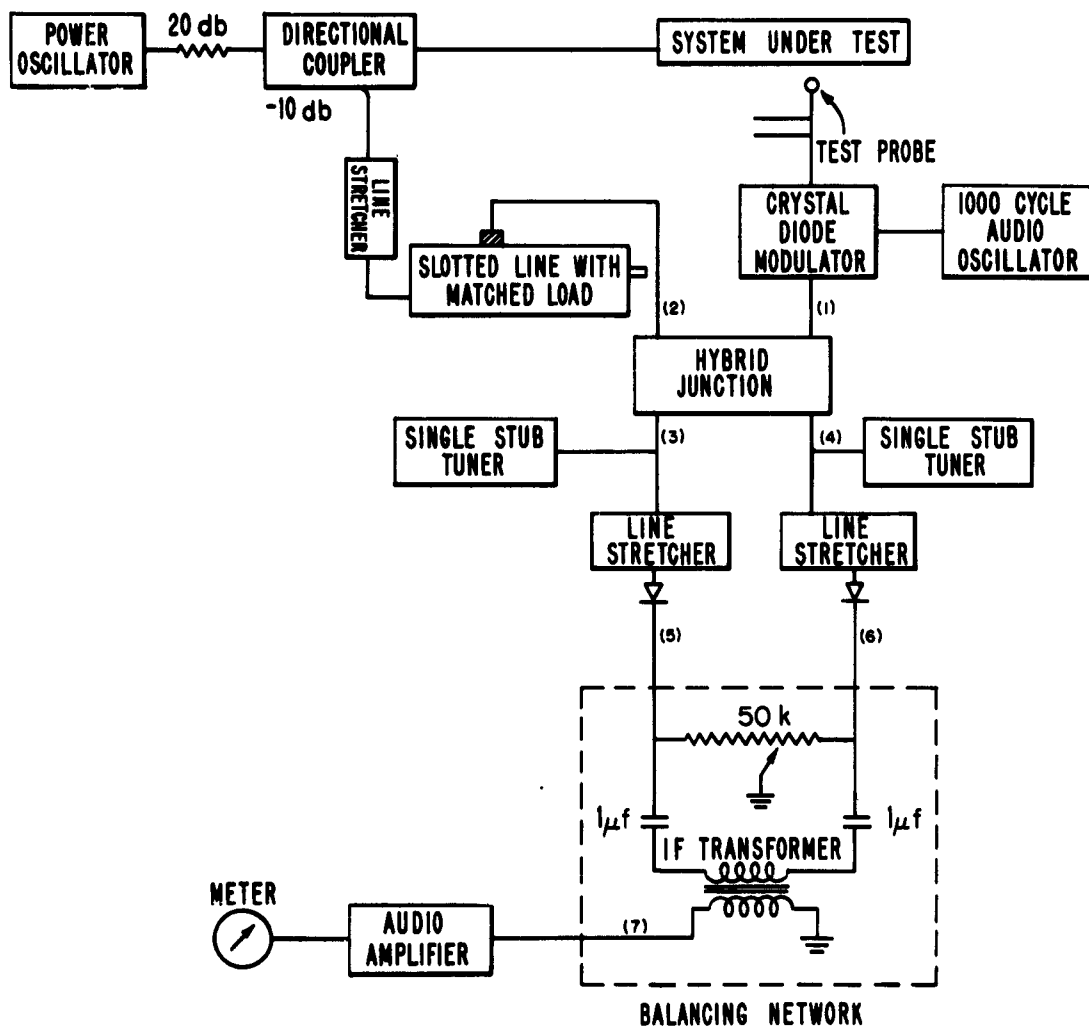 POWER
OSCILLATOR
20 db
DIRECTIONAL
COUPLER
SYSTEM UNDER TEST
-10 db
TEST PROBE
LINE
STRETCHER
CRYSTAL
DIODE
MODULATOR
1000 CYCLE
AUDIO
OSCILLATOR
SLOTTED LINE WITH
MATCHED LOAD
(2)
(1)
HYBRID
JUNCTION
SINGLE STUB
TUNER
(3)
(4)
SINGLE STUB
TUNER
LINE
STRETCHER
LINE
STRETCHER
(5)
(6)
50 k
1μf
1μf
IF TRANSFORMER
METER
AUDIO
AMPLIFIER
(7)
BALANCING NETWORK